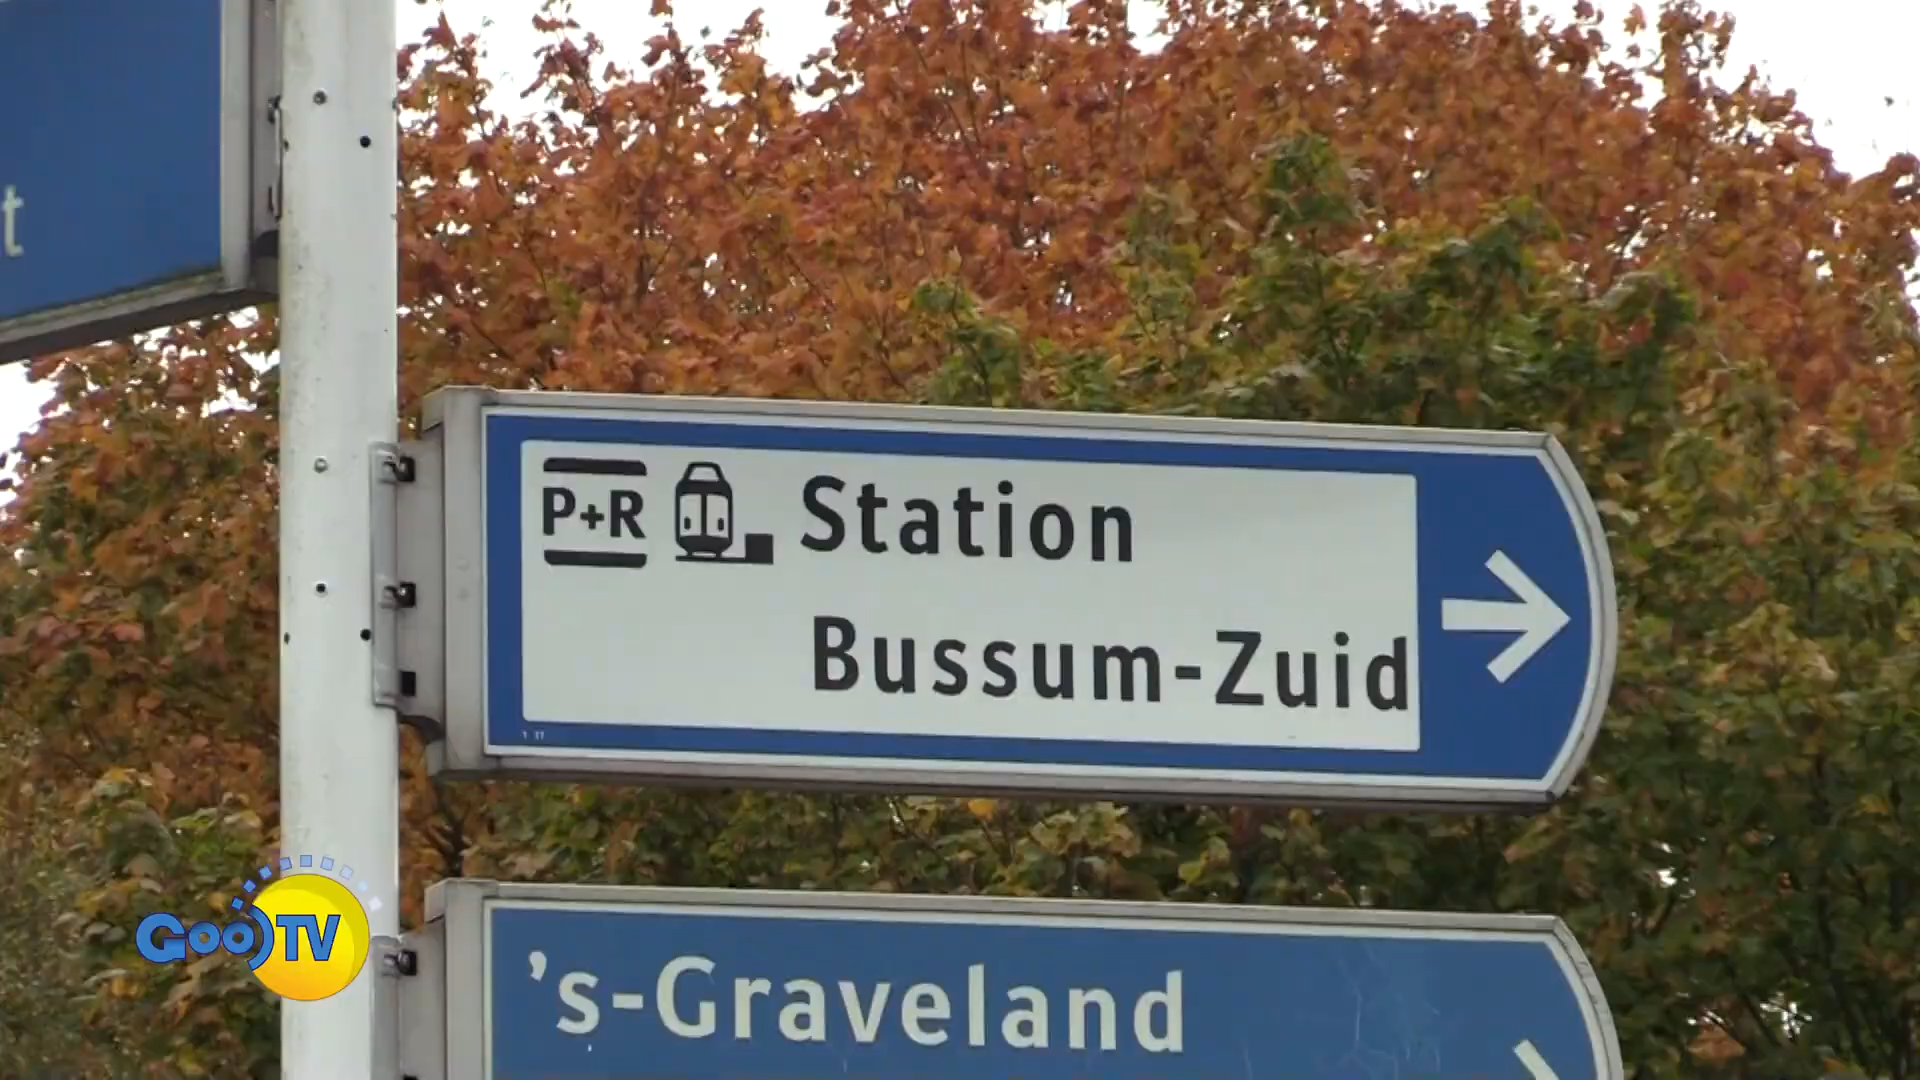 t
P+R Station
Bussum-Zuid
's-Graveland
GooiTV